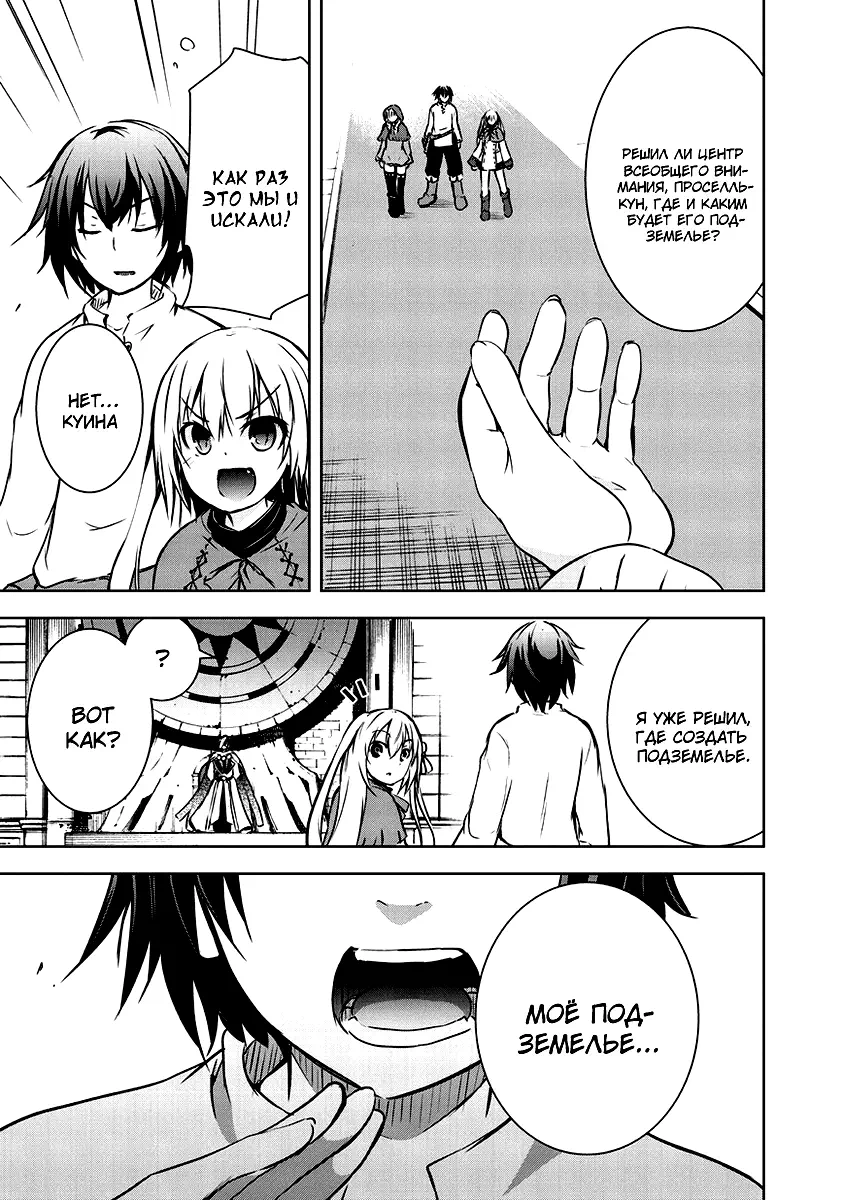 РЕШИЛ ЛИ ЦЕНТР
ВСЕОБЩЕГО ВНИ-
МАНИЯ, ПРОСЕЛЛЬ-
КУН, ГДЕ И КАКИМ
БУДЕТ ЕГО ПОД-
ЗЕМЕЛЬЕ?
КАК РАЗ
ЭТО МЫ И
ИСКАЛИ!
НЕТ...
КУИНА
Я УЖЕ РЕШИЛ,
ГДЕ СОЗДАТЬ
ПОДЗЕМЕЛЬЕ.
?
ВОТ
КАК?
МОЁ ПОД-
ЗЕМЕЛЬЕ...